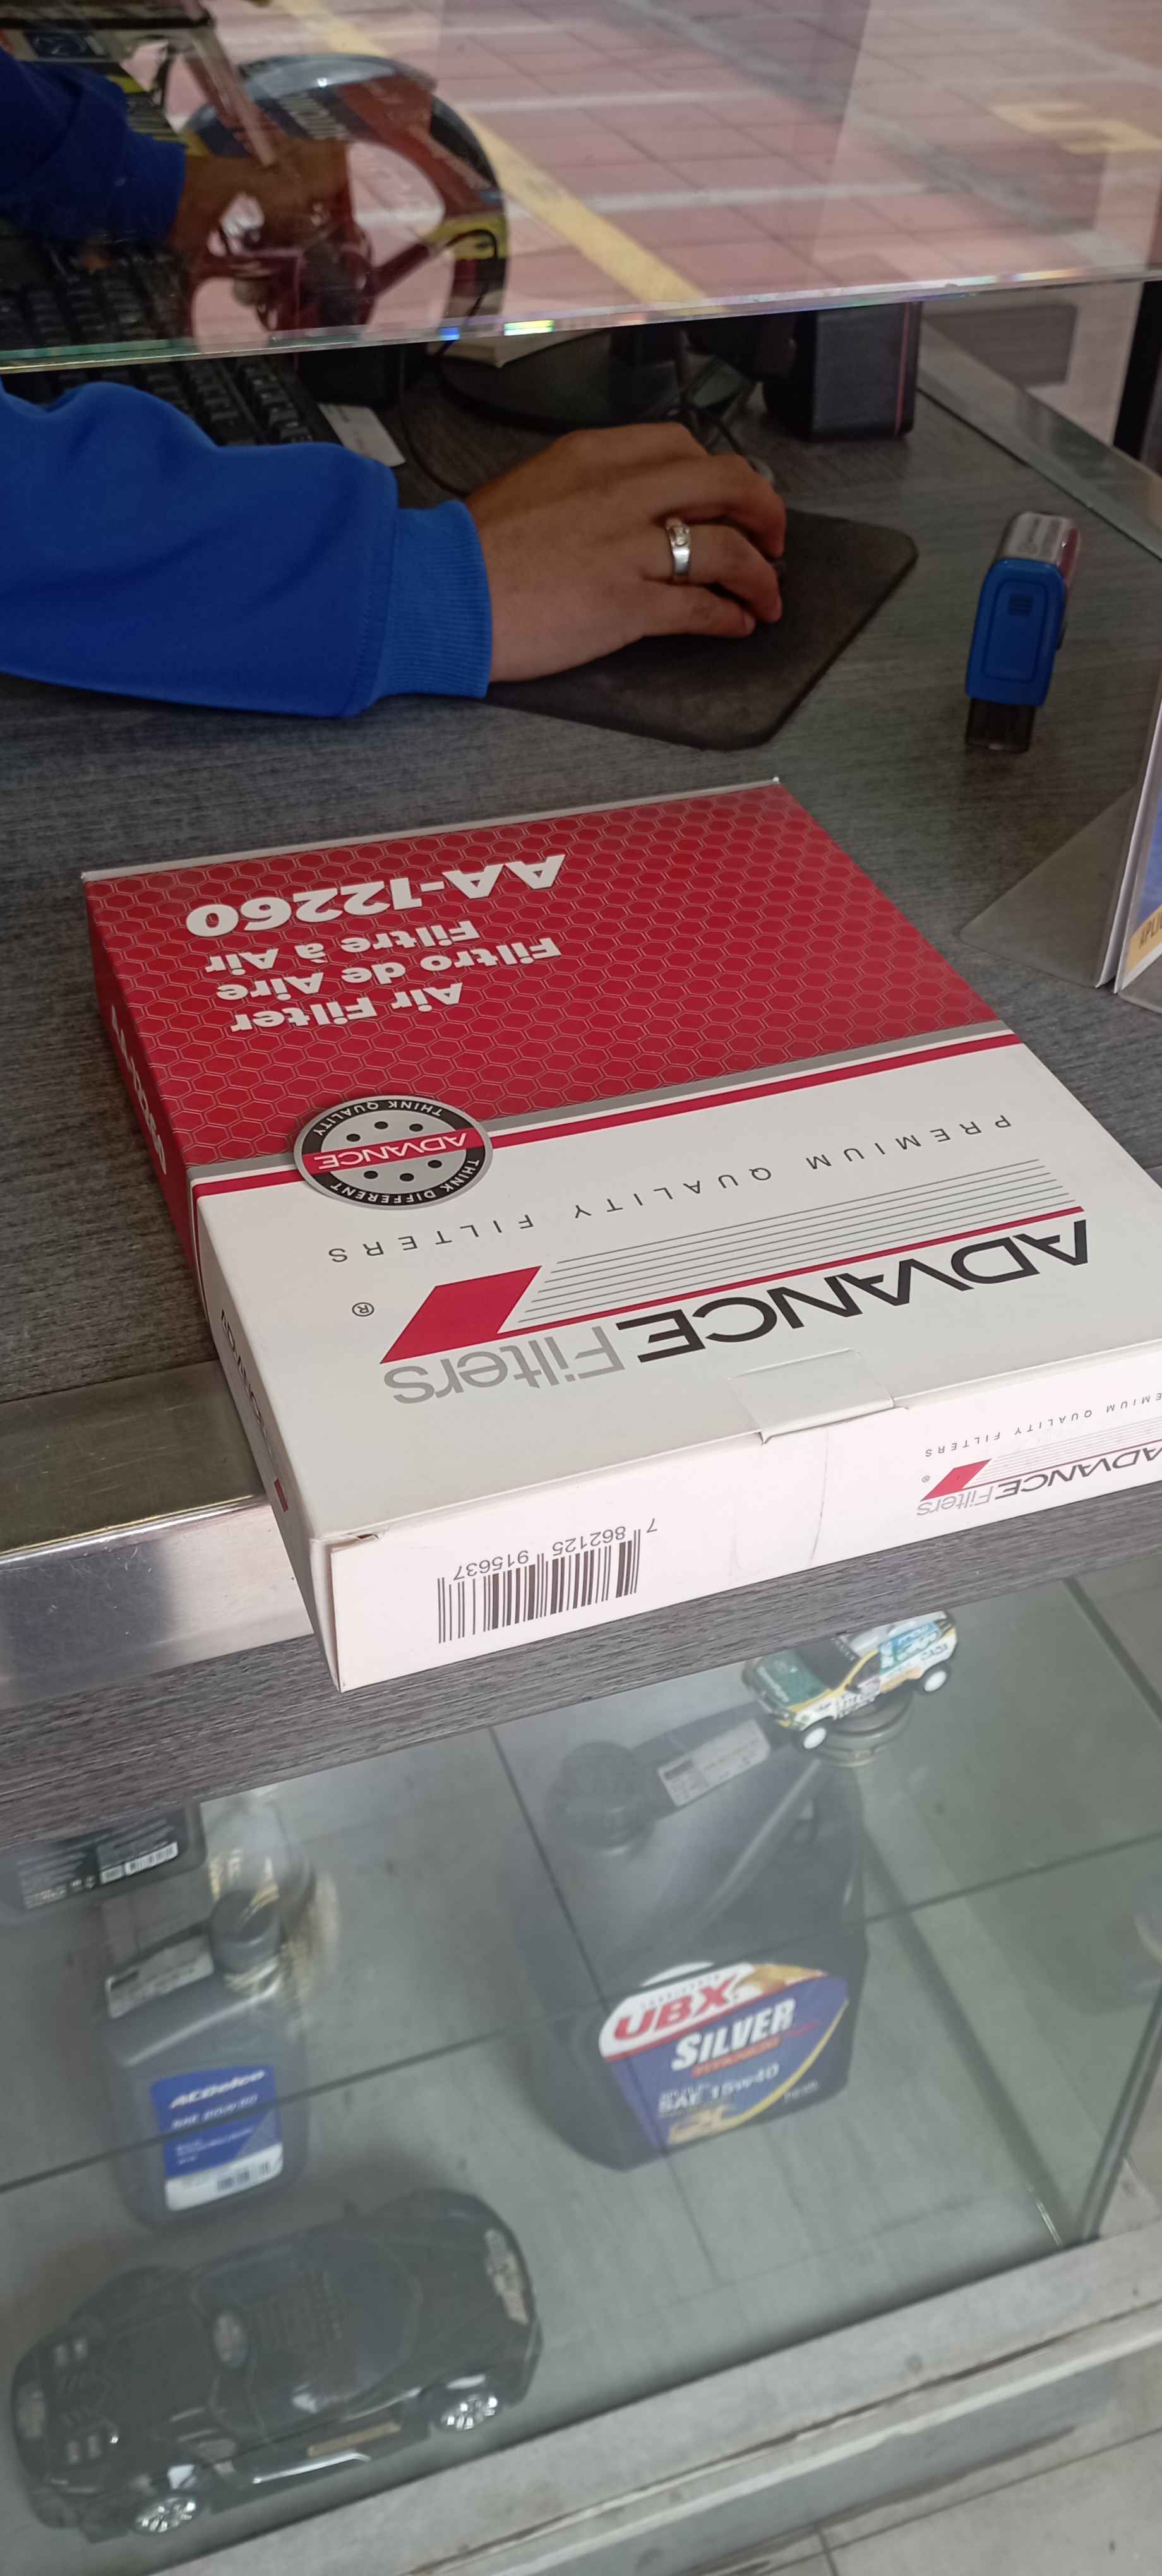 AA-12260
Filtre à Air
Filtro de Aire
Air Filter
THINK QUALITY
ADVANCE
THINK DIFFERENT
PREMIUM QUALITY FILTERS
ADVANCE Filters
®
PREMIUM QUALITY FILTERS
ADVANCE Filters
®
7 862125 915637
UBX
SILVER
SAE 15W40
ACDelco